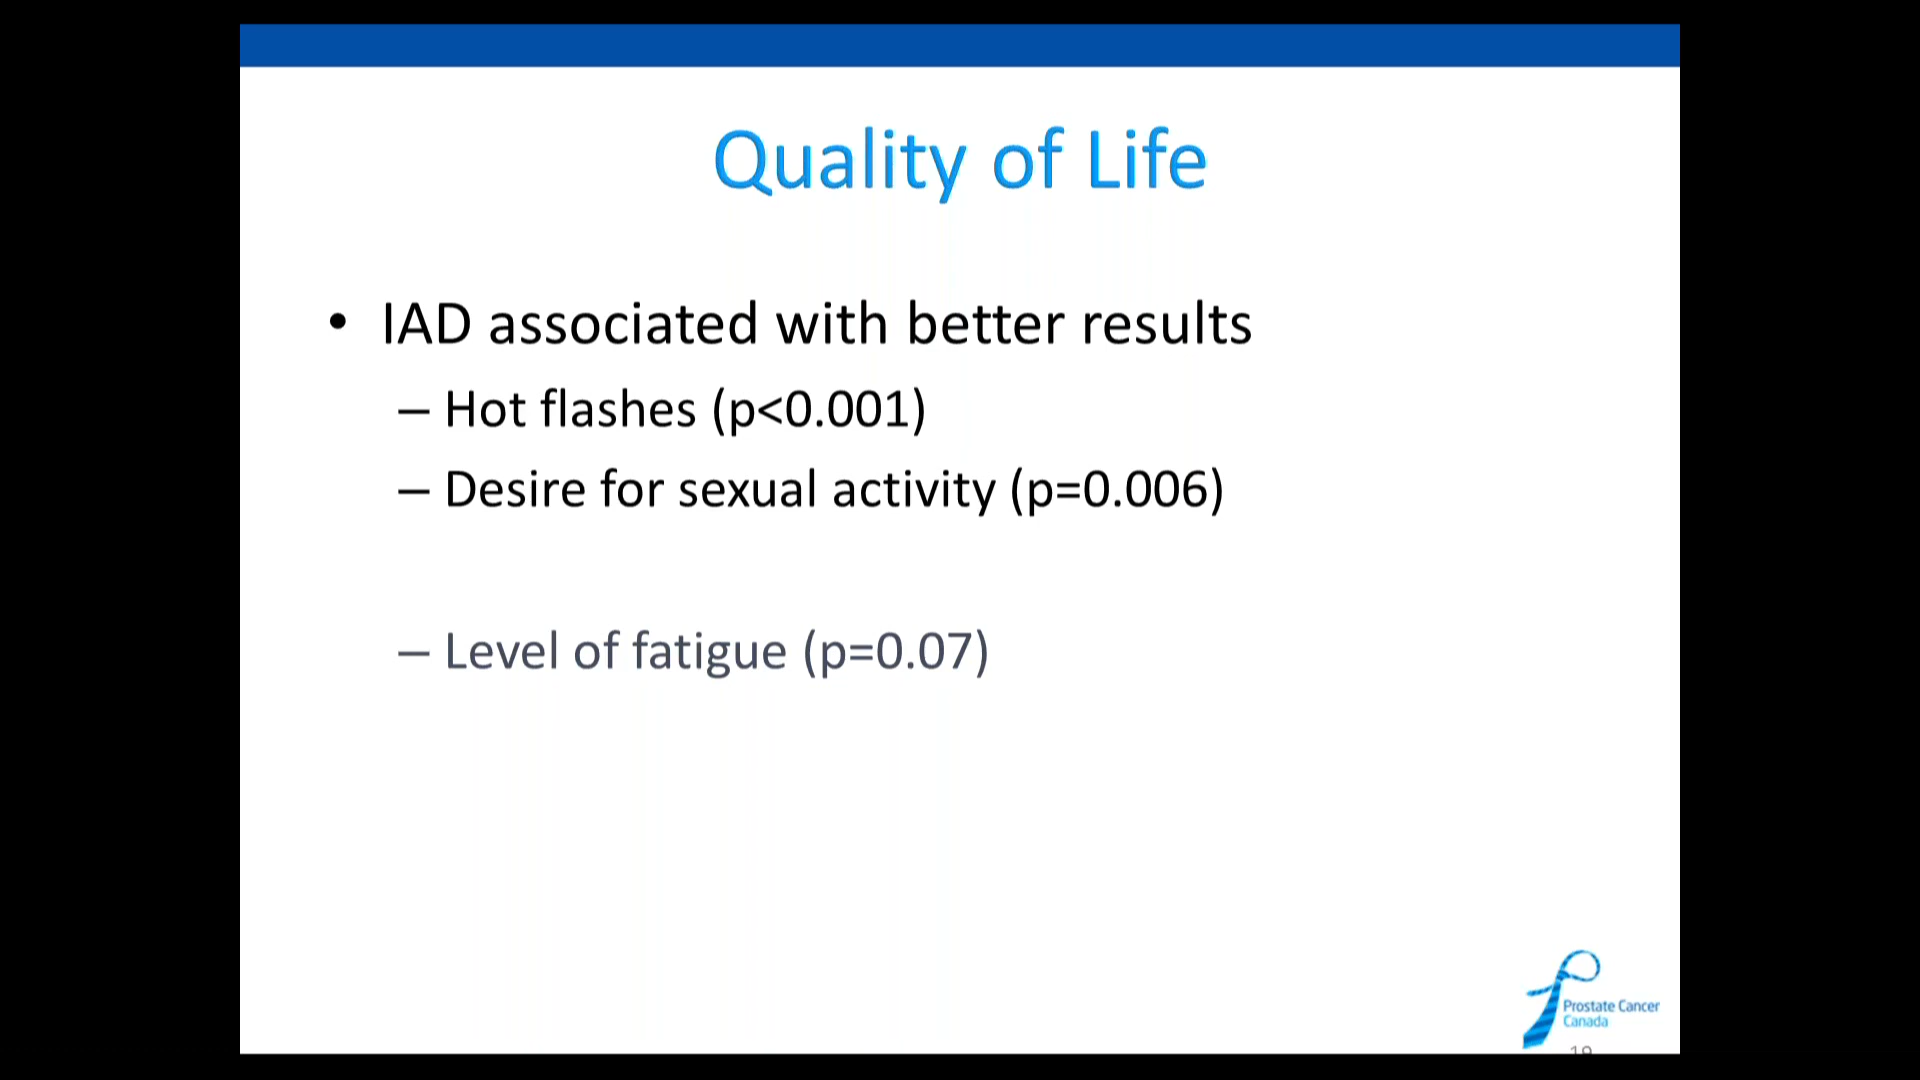 Quality of Life
• IAD associated with better results
– Hot flashes (p<0.001)
– Desire for sexual activity (p=0.006)
– Level of fatigue (p=0.07)
Prostate Cancer
Canada